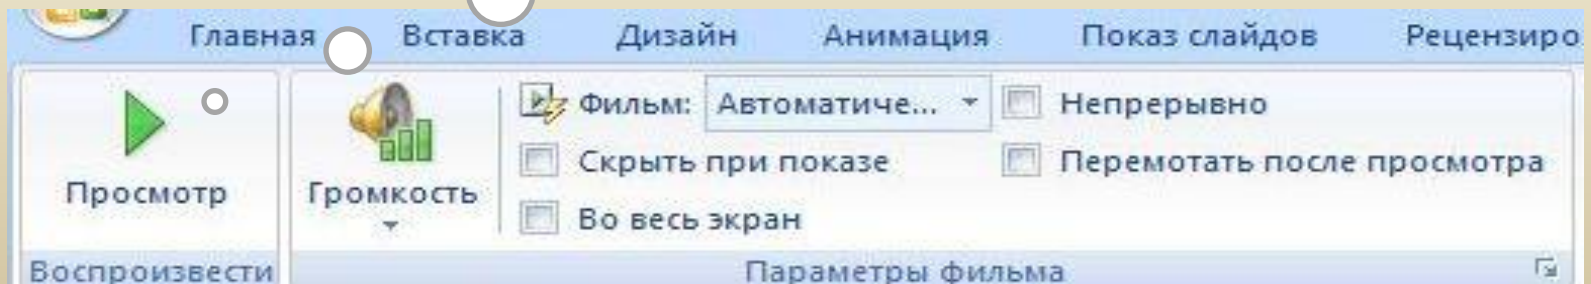 Главная Вставка Дизайн Анимация Показ слайдов Рецензиро
Фильм: Автоматиче... Непрерывно
Скрыть при показе Перемотать после просмотра
Просмотр Громкость
Во весь экран
Воспроизвести Параметры фильма